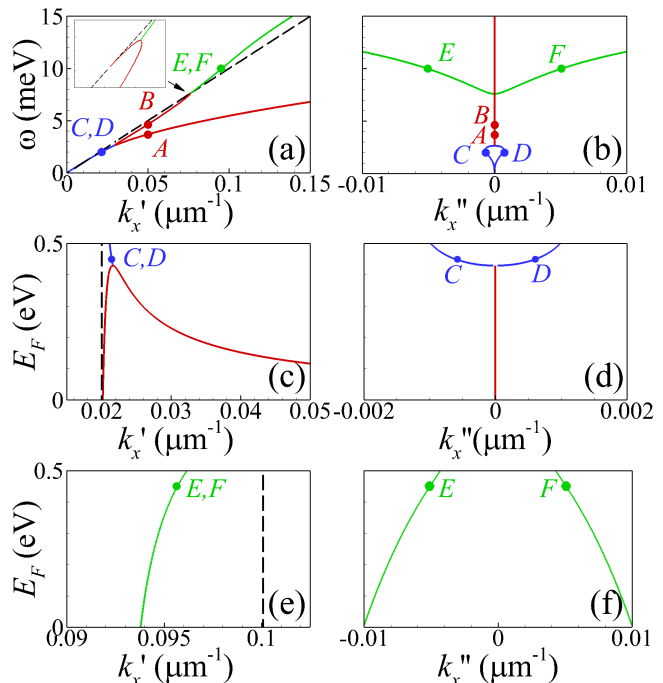 15
10
5
0
ω (meV)
E,F
B
C,D
A
(a)
0.05
0.1
0.15
kx' (μm⁻¹)
E
F
B
A
C
D
(b)
-0.01
0
0.01
kx'' (μm⁻¹)
0.5
0
EF (eV)
C,D
(c)
0.02
0.03
0.04
0.05
kx' (μm⁻¹)
C
D
(d)
-0.002
0
0.002
kx''(μm⁻¹)
0.5
0
EF (eV)
E,F
(e)
0.09
0.095
0.1
kx' (μm⁻¹)
E
F
(f)
-0.01
0
0.01
kx'' (μm⁻¹)